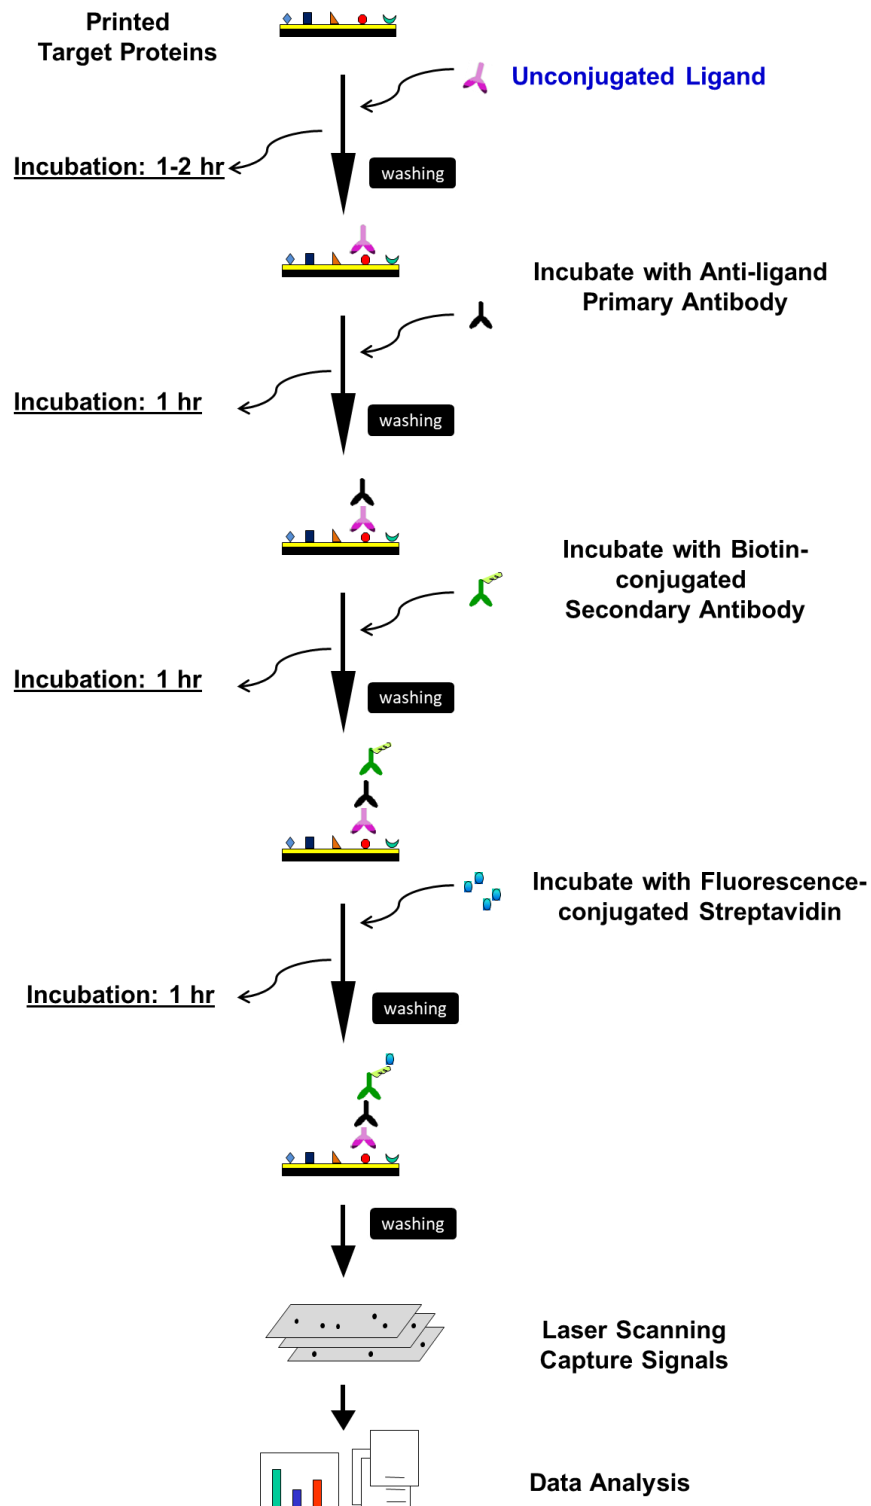 Printed
Target Proteins
Unconjugated Ligand
Incubation: 1-2 hr
washing
Incubate with Anti-ligand
Primary Antibody
Incubation: 1 hr
washing
Incubate with Biotin-
conjugated
Secondary Antibody
Incubation: 1 hr
washing
Incubate with Fluorescence-
conjugated Streptavidin
Incubation: 1 hr
washing
washing
Laser Scanning
Capture Signals
Data Analysis